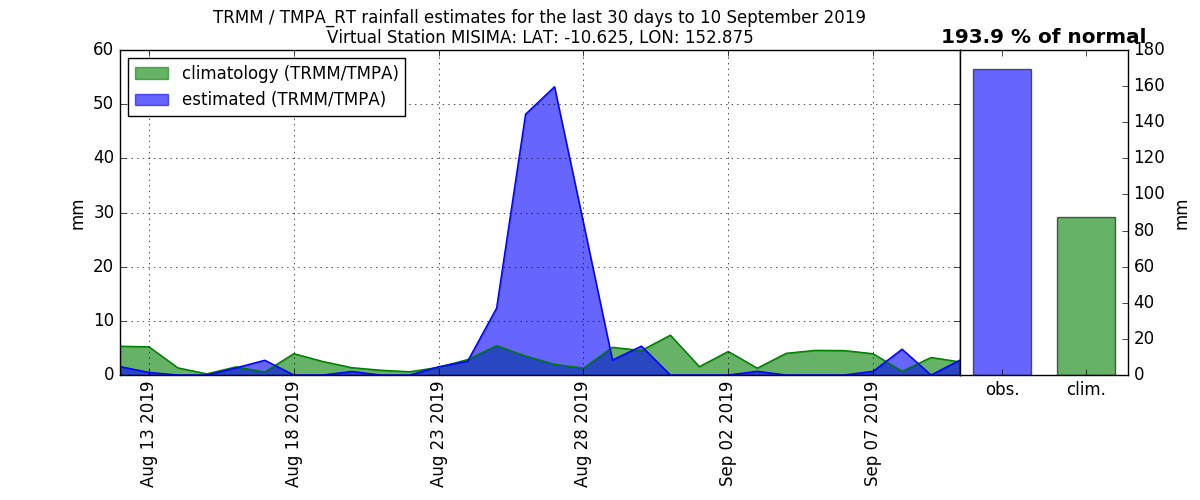 TRMM / TMPA_RT rainfall estimates for the last 30 days to 10 September 2019
Virtual Station MISIMA: LAT: -10.625, LON: 152.875
193.9 % of normal
climatology (TRMM/TMPA)
estimated (TRMM/TMPA)
60
50
40
30
20
10
0
mm
Aug 13 2019
Aug 18 2019
Aug 23 2019
Aug 28 2019
Sep 02 2019
Sep 07 2019
180
160
140
120
100
80
60
40
20
0
mm
obs.
clim.